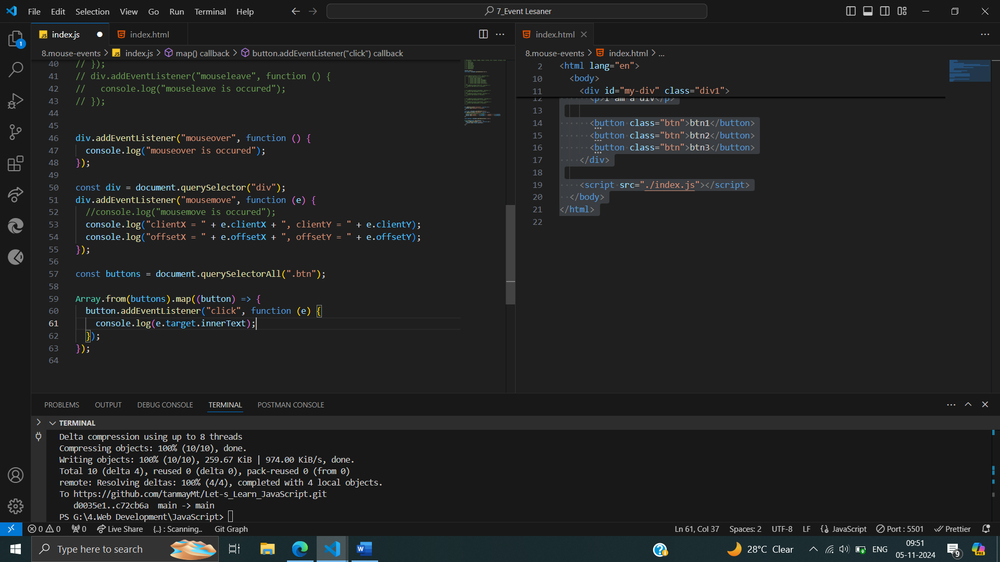 File Edit Selection View Go Run Terminal Help
7_Event Lesaner
1
JS index.js
index.html
index.html
8.mouse-events > JS index.js > map() callback > button.addEventListener("click") callback
8.mouse-events > index.html > ...
40 // });
41 // div.addEventListener("mouseleave", function () {
42 //   console.log("mouseleave is occured");
43 // });
44
45
46 div.addEventListener("mouseover", function () {
47   console.log("mouseover is occured");
48 });
49
50 const div = document.querySelector("div");
51 div.addEventListener("mousemove", function (e) {
52   //console.log("mousemove is occured");
53   console.log("clientX = " + e.clientX + ", clientY = " + e.clientY);
54   console.log("offsetX = " + e.offsetX + ", offsetY = " + e.offsetY);
55 });
56
57 const buttons = document.querySelectorAll(".btn");
58
59 Array.from(buttons).map((button) => {
60   button.addEventListener("click", function (e) {
61     console.log(e.target.innerText);
62   });
63 });
64
2 <html lang="en">
10   <body>
11     <div id="my-div" class="div1">
12       <p>I am a div</p>
13
14       <button class="btn">btn1</button>
15       <button class="btn">btn2</button>
16       <button class="btn">btn3</button>
17     </div>
18
19     <script src="./index.js"></script>
20   </body>
21 </html>
22
PROBLEMS OUTPUT DEBUG CONSOLE TERMINAL POSTMAN CONSOLE
TERMINAL
Delta compression using up to 8 threads
Compressing objects: 100% (10/10), done.
Writing objects: 100% (10/10), 259.67 KiB | 974.00 KiB/s, done.
Total 10 (delta 4), reused 0 (delta 0), pack-reused 0 (from 0)
remote: Resolving deltas: 100% (4/4), completed with 4 local objects.
To https://github.com/tanmayMt/Let-s_Learn_JavaScript.git
   d0035e1..c72cb6a  main -> main
PS G:\4.Web Development\JavaScript>
0 0 0 Live Share {..} : Scanning.. Git Graph
Ln 61, Col 37 Spaces: 2 UTF-8 LF JavaScript Port : 5501 Prettier
Type here to search
28°C Clear
ENG
09:51
05-11-2024
9
PRE